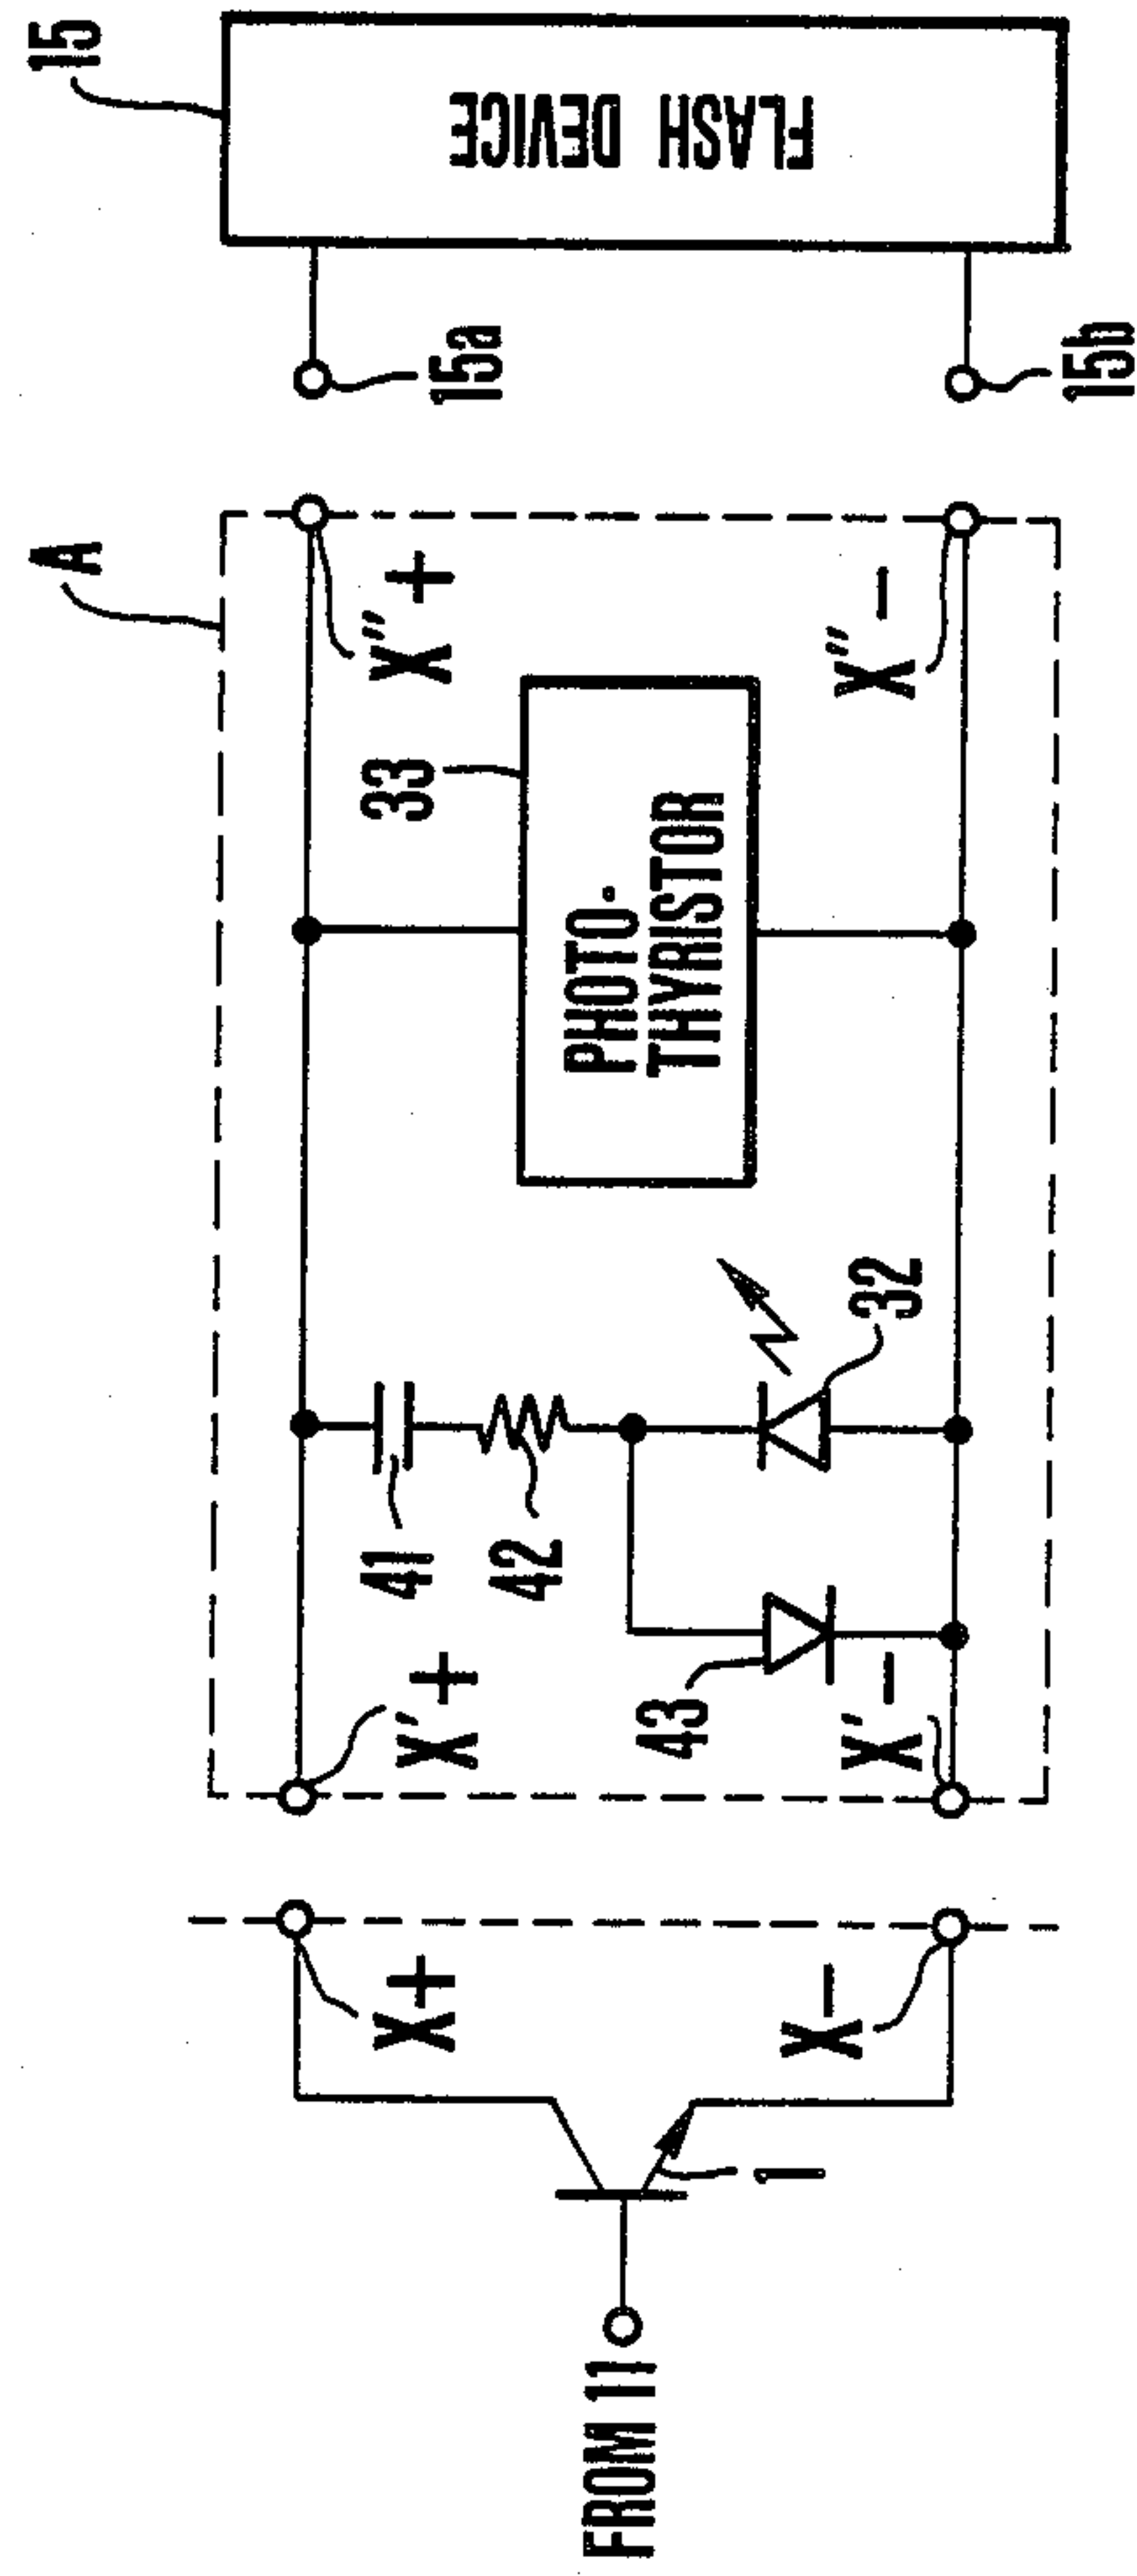 15
FLASH DEVICE
15a
15b
A
X"+
X"-
33
PHOTO-
THYRISTOR
32
41
42
43
X'+
X'-
X+
X-
1
FROM 11